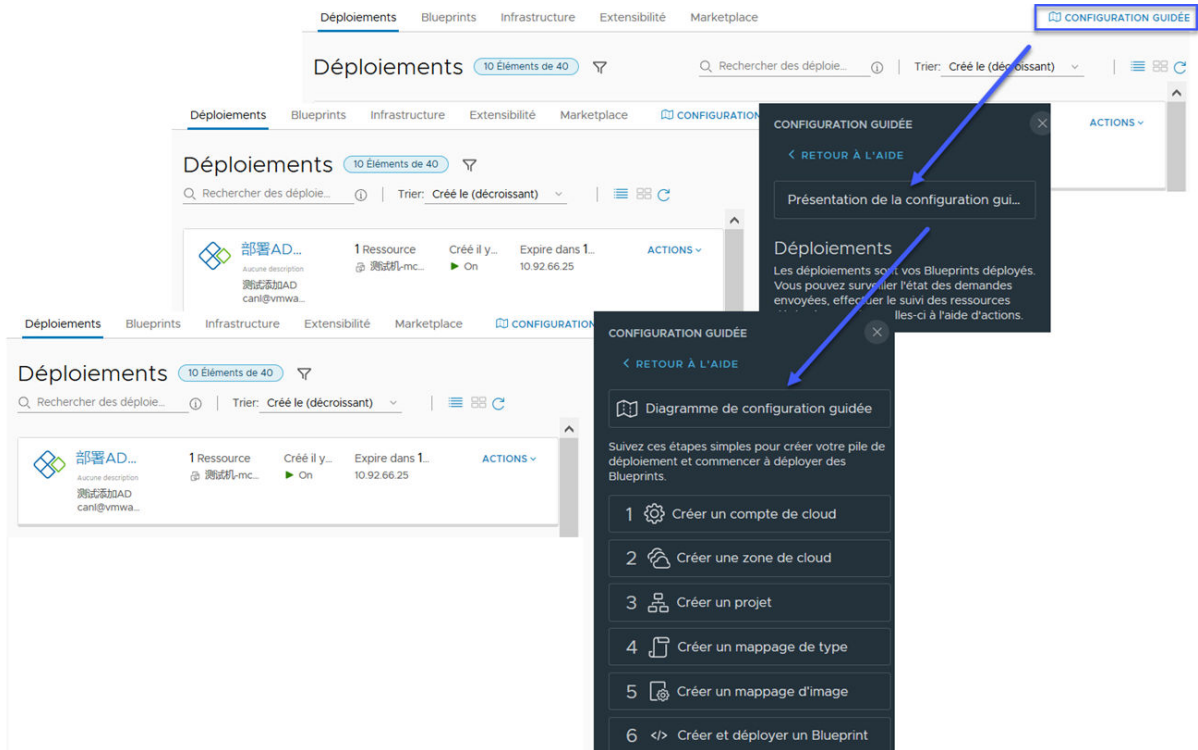 Déploiements Blueprints Infrastructure Extensibilité Marketplace CONFIGURATION GUIDÉE
Déploiements 10 Éléments de 40 Rechercher des déploie... Trier: Créé le (décroissant)
ACTIONS
Déploiements Blueprints Infrastructure Extensibilité Marketplace CONFIGURATION
Déploiements 10 Éléments de 40
Rechercher des déploie... Trier: Créé le (décroissant)
部署AD... 1 Ressource Créé il y... Expire dans 1... ACTIONS
Aucune description 测试机-mc... On 10.92.66.25
测试添加AD
canl@vmwa...
CONFIGURATION GUIDÉE
RETOUR À L'AIDE
Présentation de la configuration gui...
Déploiements
Les déploiements sont vos Blueprints déployés.
Vous pouvez surveiller l'état des demandes
envoyées, effectuer le suivi des ressources
lles-ci à l'aide d'actions.
Déploiements Blueprints Infrastructure Extensibilité Marketplace CONFIGURATION
Déploiements 10 Éléments de 40
Rechercher des déploie... Trier: Créé le (décroissant)
部署AD... 1 Ressource Créé il y... Expire dans 1... ACTIONS
Aucune description 测试机-mc... On 10.92.66.25
测试添加AD
canl@vmwa...
CONFIGURATION GUIDÉE
RETOUR À L'AIDE
Diagramme de configuration guidée
Suivez ces étapes simples pour créer votre pile de
déploiement et commencer à déployer des
Blueprints.
1 Créer un compte de cloud
2 Créer une zone de cloud
3 Créer un projet
4 Créer un mappage de type
5 Créer un mappage d'image
6 </> Créer et déployer un Blueprint